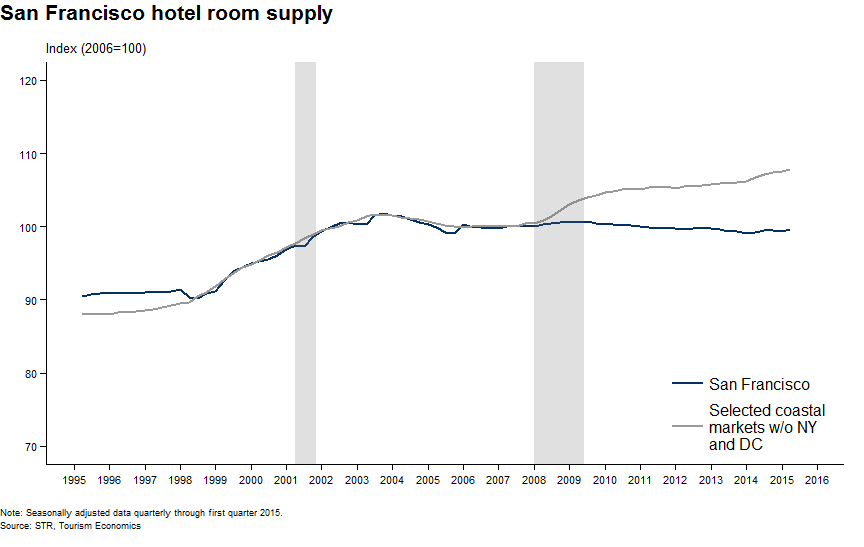 San Francisco hotel room supply
Index (2006=100)
120
110
100
90
80
70
San Francisco
Selected coastal
markets w/o NY
and DC
1995 1996 1997 1998 1999 2000 2001 2002 2003 2004 2005 2006 2007 2008 2009 2010 2011 2012 2013 2014 2015 2016
Note: Seasonally adjusted data quarterly through first quarter 2015.
Source: STR, Tourism Economics